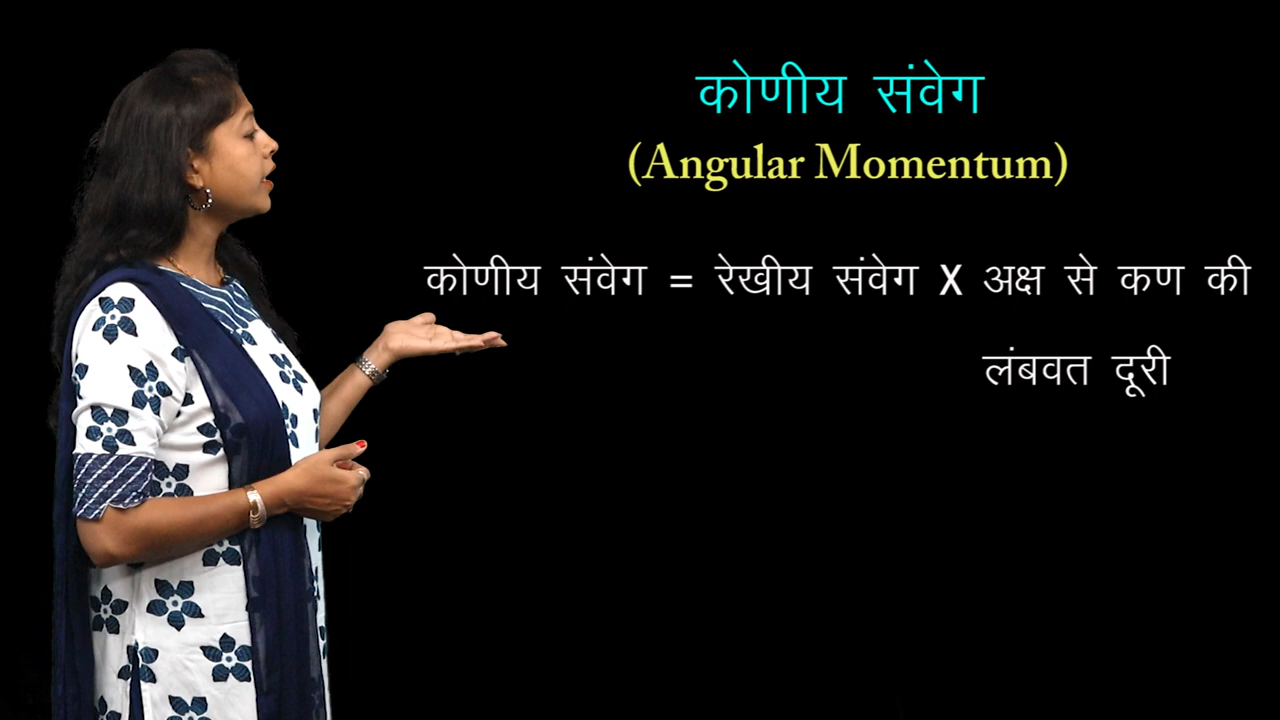 कोणीय संवेग
(Angular Momentum)
कोणीय संवेग = रेखीय संवेग X अक्ष से कण की
लंबवत दूरी